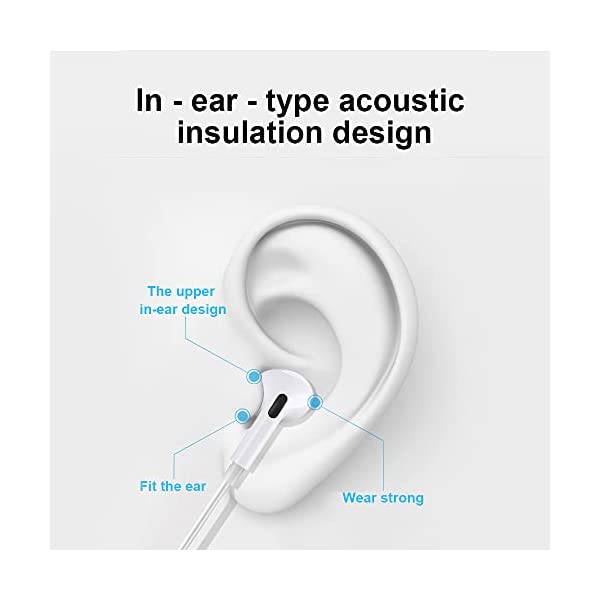 In - ear - type acoustic
insulation design
The upper
in-ear design
Fit the ear
Wear strong